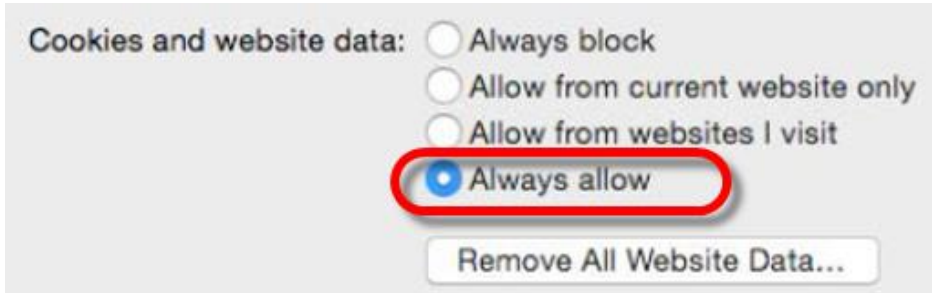 Cookies and website data: Always block
Allow from current website only
Allow from websites I visit
Always allow
Remove All Website Data...